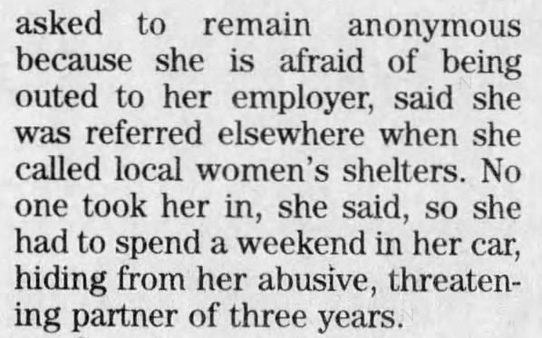 asked to remain anonymous
because she is afraid of being
outed to her employer, said she
was referred elsewhere when she
called local women's shelters. No
one took her in, she said, so she
had to spend a weekend in her car,
hiding from her abusive, threaten-
ing partner of three years.